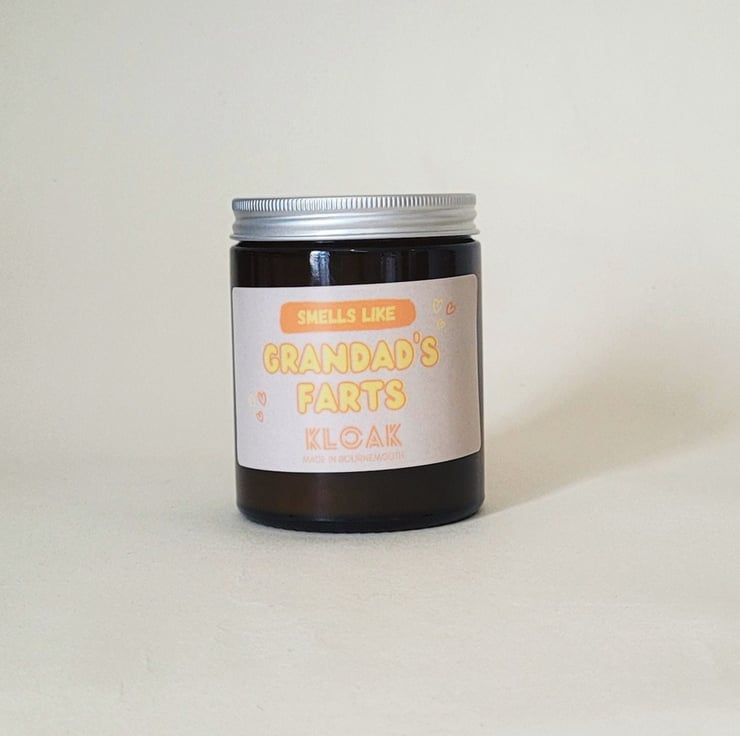 SMELLS LIKE
GRANDAD'S
FARTS
KLOAK
MADE IN BOURNEMOUTH